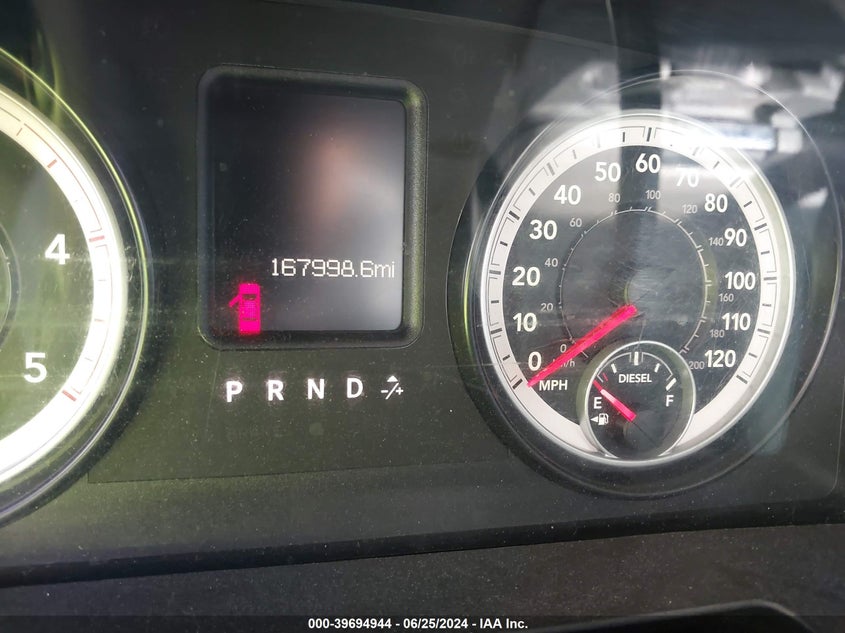 4
5
167998.6mi
P R N D -/+
0 10 20 30 40 50 60 70 80 90 100 110 120
0 20 40 60 80 100 120 140 160 180 200
MPH
DIESEL
E F
000-39694944 / 06/25/2024 - IAA Inc.